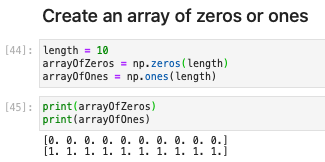 Create an array of zeros or ones
[44]: length = 10
arrayOfZeros = np.zeros(length)
arrayOfOnes = np.ones(length)
[45]: print(arrayOfZeros)
print(arrayOfOnes)
[0. 0. 0. 0. 0. 0. 0. 0. 0. 0.]
[1. 1. 1. 1. 1. 1. 1. 1. 1. 1.]